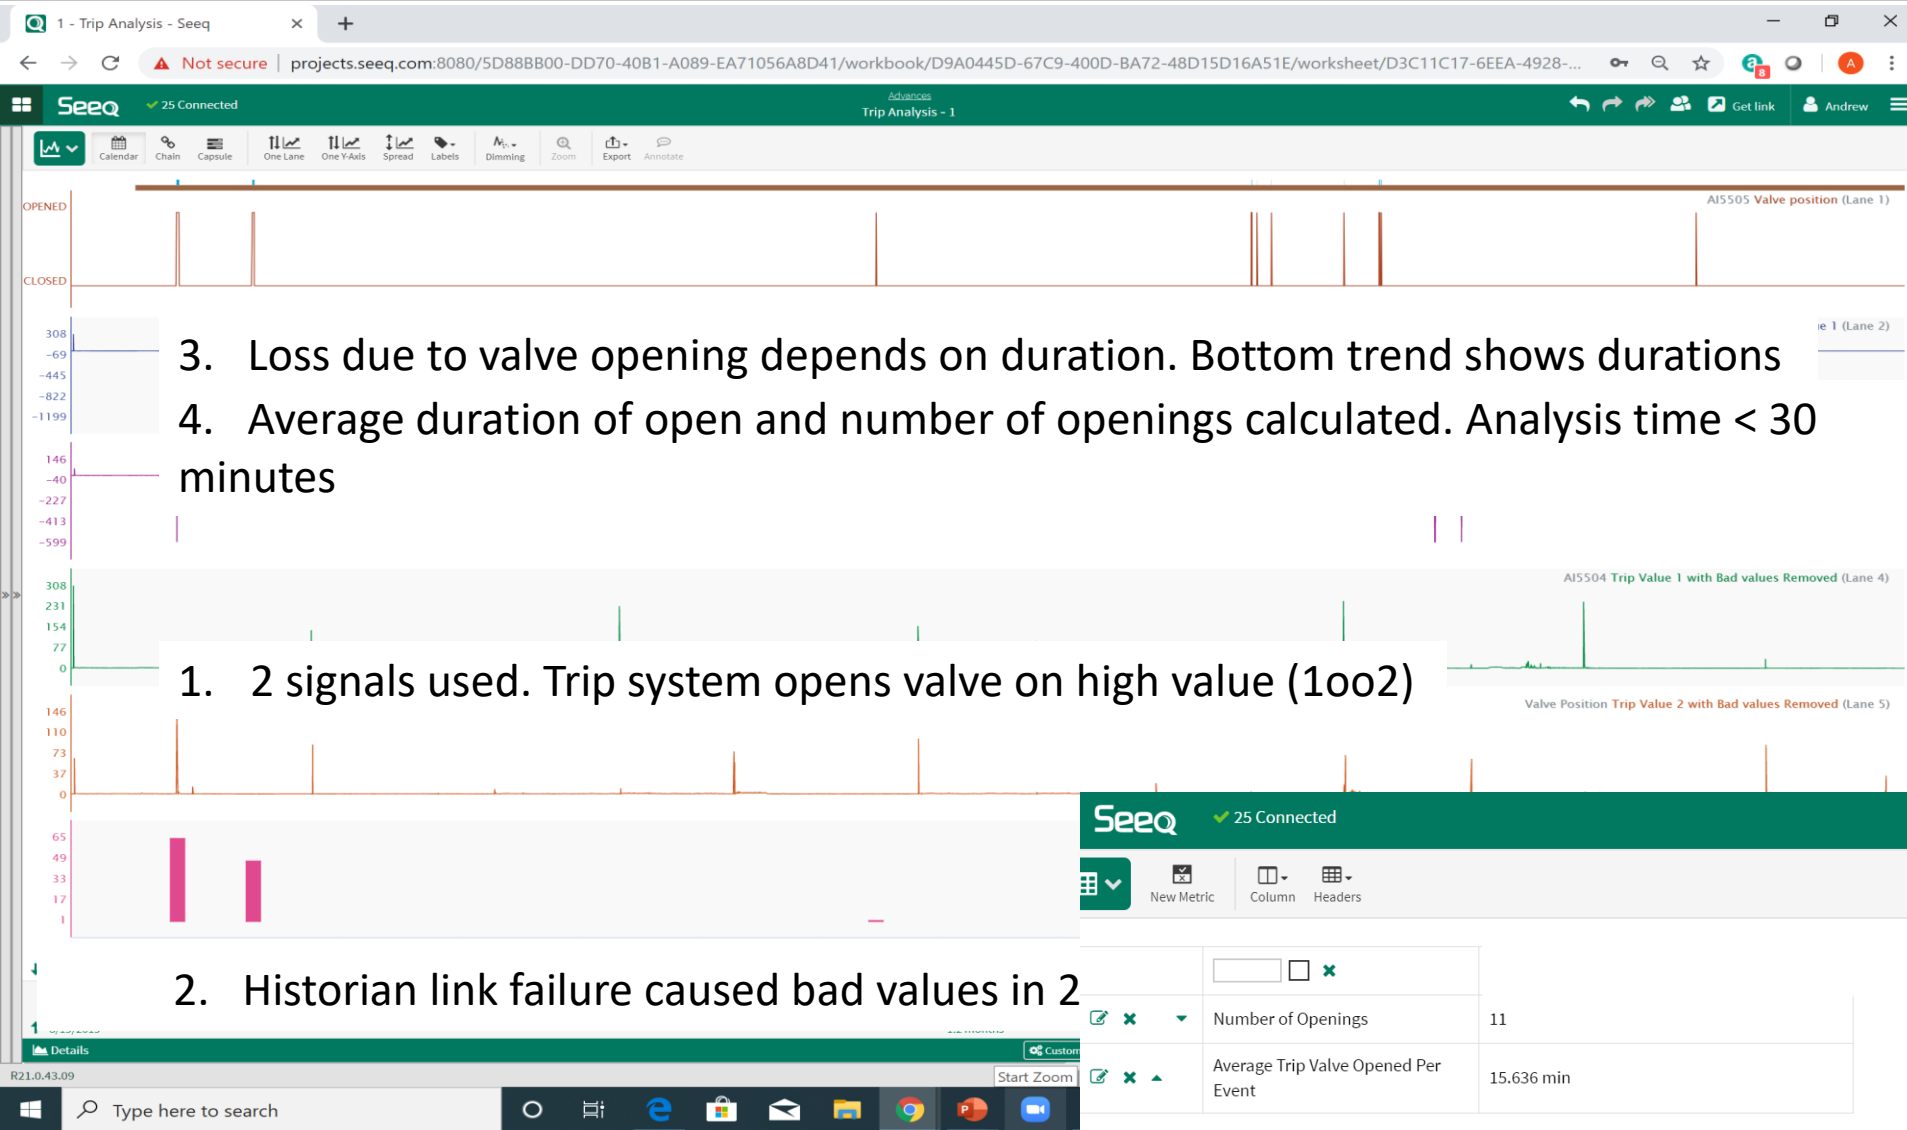 1 - Trip Analysis - Seeq
Not secure | projects.seeq.com:8080/5D88BB00-DD70-40B1-A089-EA71056A8D41/workbook/D9A0445D-67C9-400D-BA72-48D15D16A51E/worksheet/D3C11C17-6EEA-4928-...
8
A
Seeq
25 Connected
Advances
Trip Analysis - 1
Get link
Andrew
Calendar Chain Capsule One Lane One Y-Axis Spread Labels Dimming Zoom Export Annotate
OPENED
AI5505 Valve position (Lane 1)
CLOSED
308
1 (Lane 2)
-69
-445
-822
-1199
3. Loss due to valve opening depends on duration. Bottom trend shows durations
4. Average duration of open and number of openings calculated. Analysis time < 30
minutes
146
-40
-227
-413
-599
308
AI5504 Trip Value 1 with Bad values Removed (Lane 4)
231
154
77
0
1. 2 signals used. Trip system opens valve on high value (1oo2)
146
Valve Position Trip Value 2 with Bad values Removed (Lane 5)
110
73
37
0
65
49
33
17
1
2. Historian link failure caused bad values in 2
Details
Custom
R21.0.43.09
Start Zoom
Type here to search
Seeq
25 Connected
New Metric Column Headers
Number of Openings 11
Average Trip Valve Opened Per
Event
15.636 min